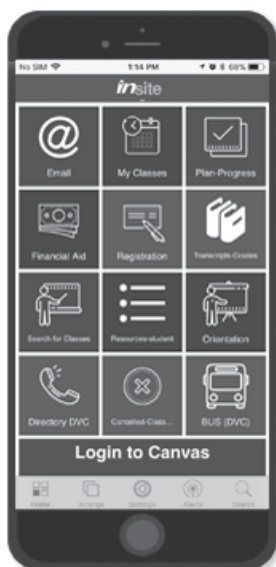 No SIM 1:14 PM 68%
insite
Email My Classes Plan-Progress
Financial Aid Registration Transcripts-Grades
Search for Classes Resources-student Orientation
Directory DVC Cancelled-Class... BUS (DVC)
Login to Canvas
Home Arrange Settings Alerts Search